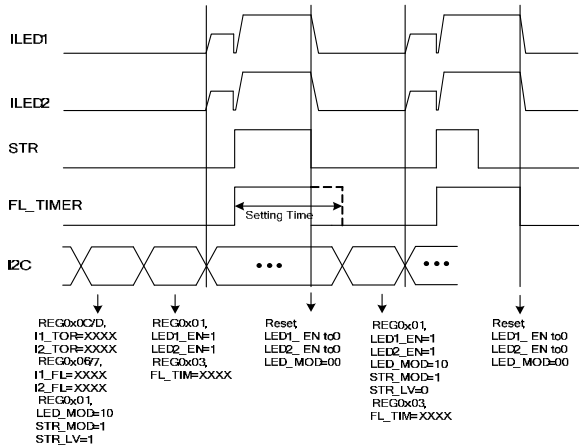 ILED1
ILED2
STR
FL_TIMER
Setting Time
I2C
•••
•••
REG0x0C/D,
I1_TOR=XXXX
I2_TOR=XXXX
REG0x06/7,
I1_FL=XXXX
I2_FL=XXXX
REG0x01,
LED_MOD=10
STR_MOD=1
STR_LV=1
REG0x01,
LED1_EN=1
LED2_EN=1
REG0x03,
FL_TIM=XXXX
Reset,
LED1_ EN to0
LED2_ EN to0
LED_MOD=00
REG0x01,
LED1_EN=1
LED2_EN=1
LED_MOD=10
STR_MOD=1
STR_LV=0
REG0x03,
FL_TIM=XXXX
Reset,
LED1_ EN to0
LED2_ EN to0
LED_MOD=00